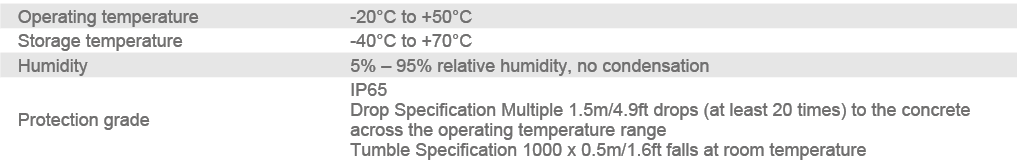 Operating temperature -20°C to +50°C
Storage temperature -40°C to +70°C
Humidity 5% – 95% relative humidity, no condensation
Protection grade
IP65
Drop Specification Multiple 1.5m/4.9ft drops (at least 20 times) to the concrete
across the operating temperature range
Tumble Specification 1000 x 0.5m/1.6ft falls at room temperature